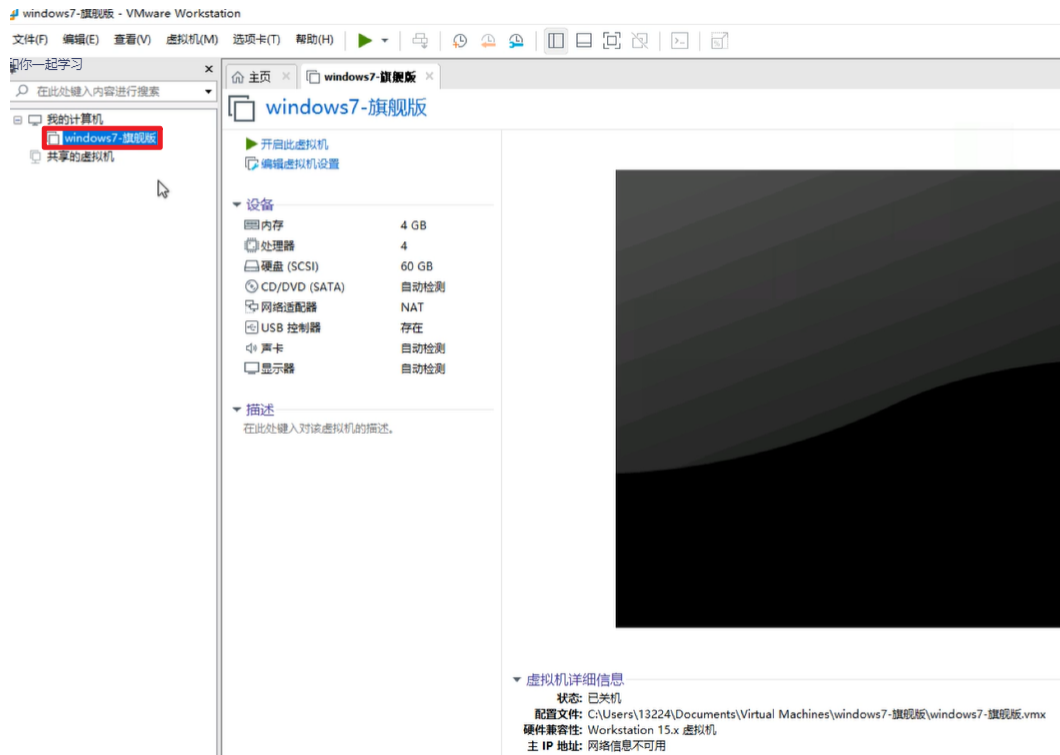 windows7-旗舰版 - VMware Workstation
文件(F) 编辑(E) 查看(V) 虚拟机(M) 选项卡(T) 帮助(H)
和你一起学习
在此处键入内容进行搜索
主页 windows7-旗舰版
windows7-旗舰版
我的计算机
windows7-旗舰版
共享的虚拟机
开启此虚拟机
编辑虚拟机设置
设备
内存 4 GB
处理器 4
硬盘 (SCSI) 60 GB
CD/DVD (SATA) 自动检测
网络适配器 NAT
USB 控制器 存在
声卡 自动检测
显示器 自动检测
描述
在此处键入对该虚拟机的描述。
虚拟机详细信息
状态: 已关机
配置文件: C:\Users\13224\Documents\Virtual Machines\windows7-旗舰版\windows7-旗舰版.vmx
硬件兼容性: Workstation 15.x 虚拟机
主 IP 地址: 网络信息不可用